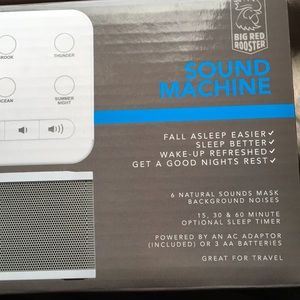 BROOK
THUNDER
OCEAN
SUMMER
NIGHT
BIG RED
ROOSTER
SOUND
MACHINE
FALL ASLEEP EASIER
SLEEP BETTER
WAKE-UP REFRESHED
GET A GOOD NIGHTS REST
6 NATURAL SOUNDS MASK
BACKGROUND NOISES
15, 30 & 60 MINUTE
OPTIONAL SLEEP TIMER
POWERED BY AN AC ADAPTOR
(INCLUDED) OR 3 AA BATTERIES
GREAT FOR TRAVEL